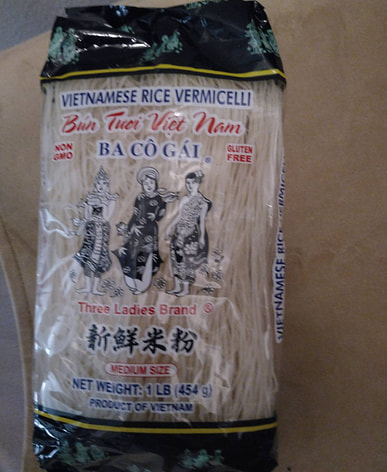 VIETNAMESE RICE VERMICELLI
Bún Tươi Việt Nam
NON
GMO
BA CÔ GÁI ®
GLUTEN
FREE
Three Ladies Brand ®
新鮮米粉
MEDIUM SIZE
NET WEIGHT: 1 LB (454 g)
PRODUCT OF VIETNAM
VIETNAMESE RICE VERMICELLI